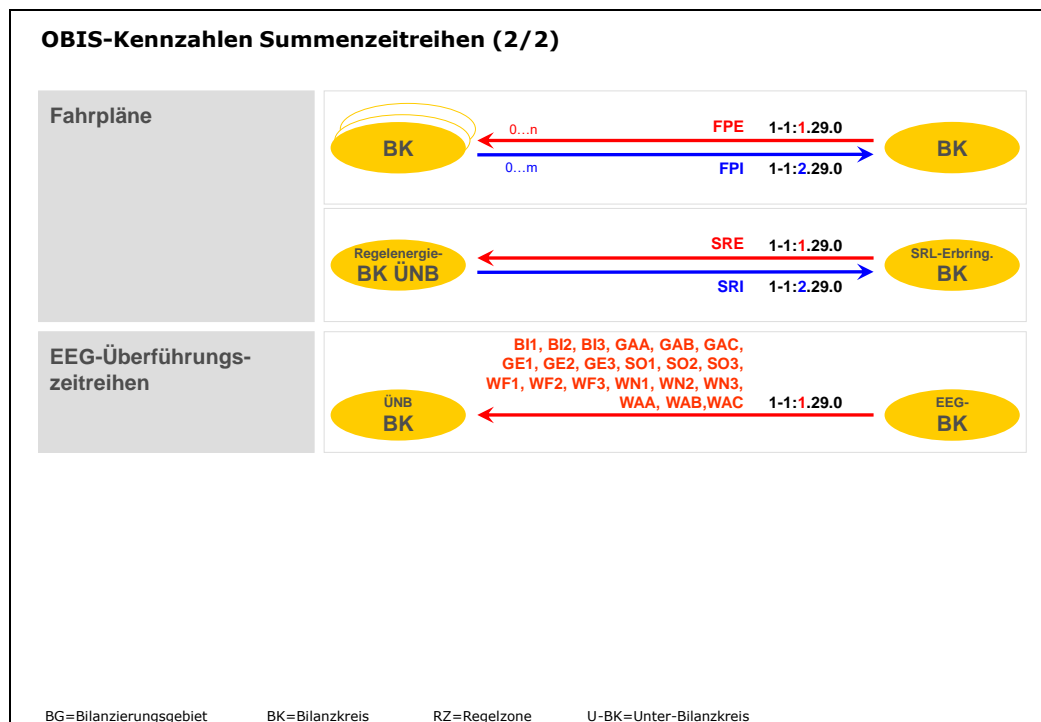 OBIS-Kennzahlen Summenzeitreihen (2/2)
Fahrpläne
BK
0…n
FPE 1-1:1.29.0
0…m
FPI 1-1:2.29.0
BK
Regelenergie-
BK ÜNB
SRE 1-1:1.29.0
SRI 1-1:2.29.0
SRL-Erbring.
BK
EEG-Überführungs-
zeitreihen
ÜNB
BK
BI1, BI2, BI3, GAA, GAB, GAC,
GE1, GE2, GE3, SO1, SO2, SO3,
WF1, WF2, WF3, WN1, WN2, WN3,
WAA, WAB,WAC 1-1:1.29.0
EEG-
BK
BG=Bilanzierungsgebiet BK=Bilanzkreis RZ=Regelzone U-BK=Unter-Bilanzkreis